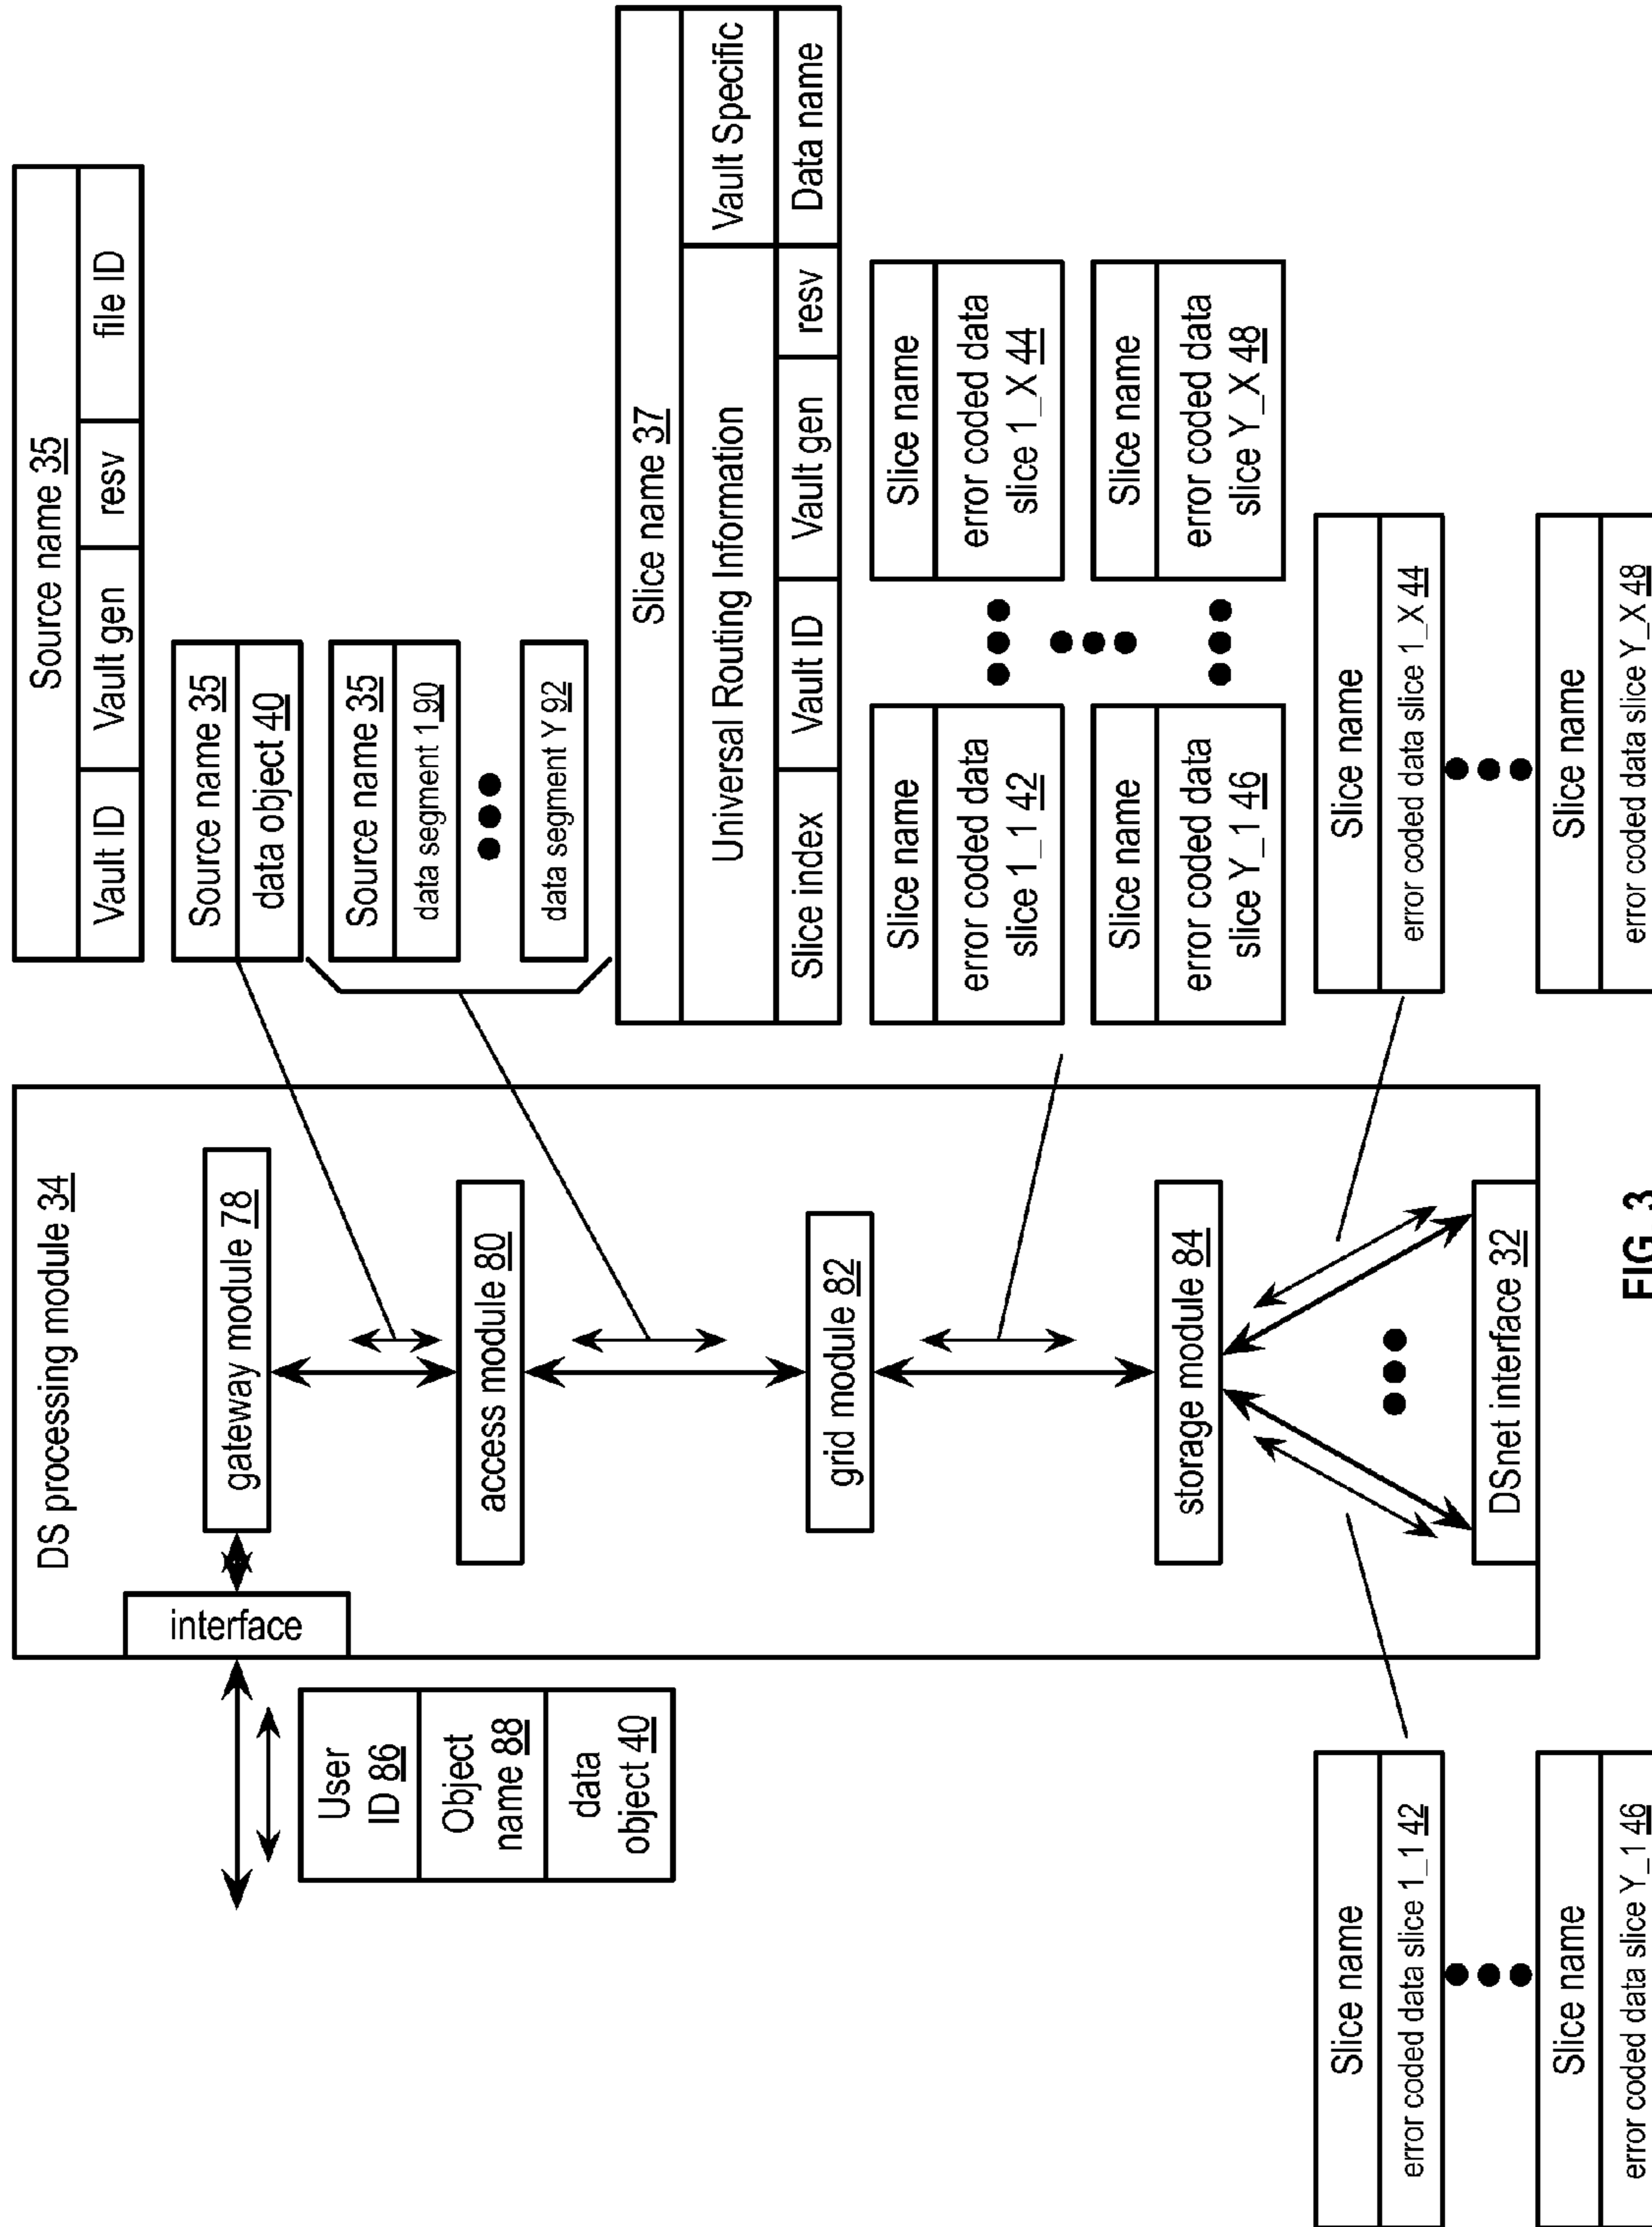 DS processing module 34
interface
gateway module 78
access module 80
grid module 82
storage module 84
DSnet interface 32
User
ID 86
Object
name 88
data
object 40
Source name 35
Vault ID
Vault gen
resv
file ID
Source name 35
data object 40
Source name 35
data segment 1 90
data segment Y 92
Slice name 37
Universal Routing Information
Vault Specific
Slice index
Vault ID
Vault gen
resv
Data name
Slice name
error coded data
slice 1_1 42
Slice name
error coded data
slice 1_X 44
Slice name
error coded data
slice Y_1 46
Slice name
error coded data
slice Y_X 48
Slice name
error coded data slice 1_1 42
Slice name
error coded data slice Y_1 46
Slice name
error coded data slice 1_X 44
Slice name
error coded data slice Y_X 48
FIG. 3